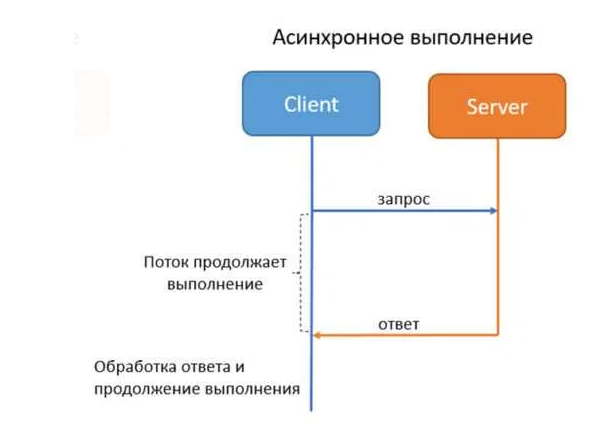 Асинхронное выполнение
Client
Server
запрос
Поток продолжает
выполнение
ответ
Обработка ответа и
продолжение выполнения